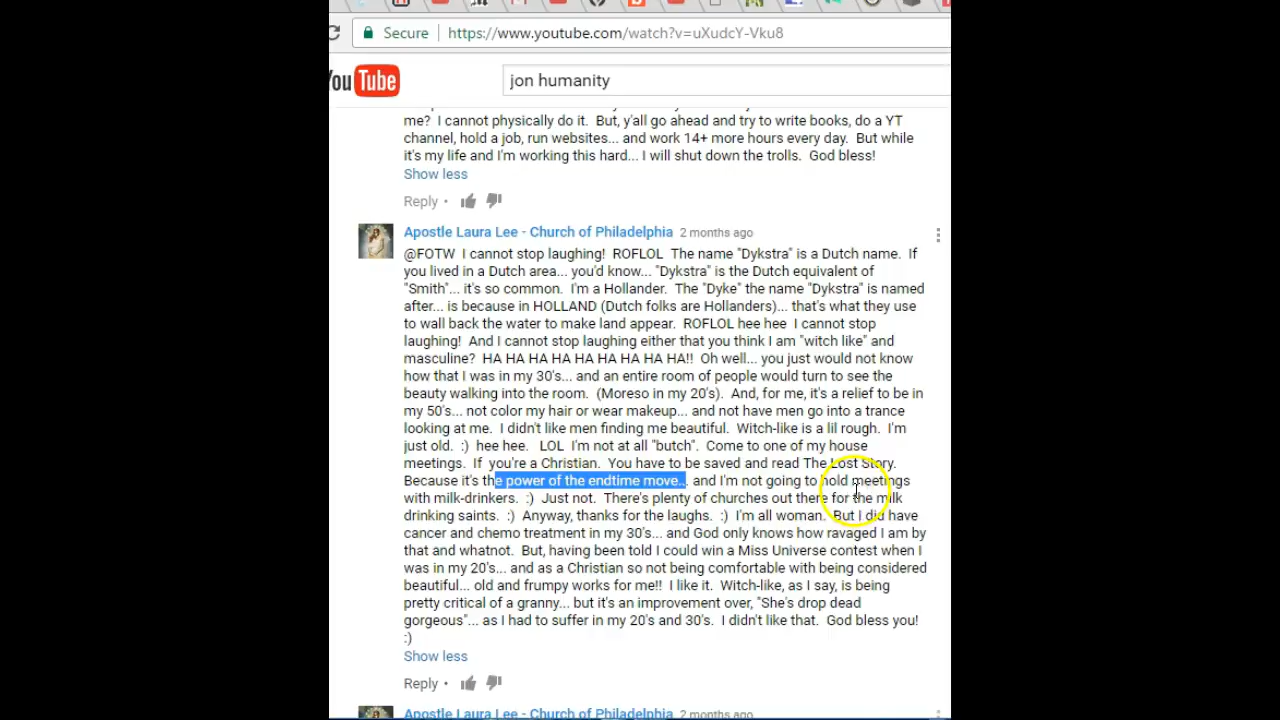 Secure https://www.youtube.com/watch?v=uXudcY-Vku8
You Tube
jon humanity
me? I cannot physically do it. But, y'all go ahead and try to write books, do a YT
channel, hold a job, run websites... and work 14+ more hours every day. But while
it's my life and I'm working this hard... I will shut down the trolls. God bless!
Show less
Reply •
Apostle Laura Lee - Church of Philadelphia 2 months ago
@FOTW I cannot stop laughing! ROFLOL The name "Dykstra" is a Dutch name. If
you lived in a Dutch area... you'd know... "Dykstra" is the Dutch equivalent of
"Smith"... it's so common. I'm a Hollander. The "Dyke" the name "Dykstra" is named
after... is because in HOLLAND (Dutch folks are Hollanders)... that's what they use
to wall back the water to make land appear. ROFLOL hee hee I cannot stop
laughing! And I cannot stop laughing either that you think I am "witch like" and
masculine? HA HA HA HA HA HA HA HA HA!! Oh well... you just would not know
how that I was in my 30's... and an entire room of people would turn to see the
beauty walking into the room. (Moreso in my 20's). And, for me, it's a relief to be in
my 50's... not color my hair or wear makeup... and not have men go into a trance
looking at me. I didn't like men finding me beautiful. Witch-like is a lil rough. I'm
just old. :) hee hee. LOL I'm not at all "butch". Come to one of my house
meetings. If you're a Christian. You have to be saved and read The Lost Story.
Because it's the power of the endtime move... and I'm not going to hold meetings
with milk-drinkers. :) Just not. There's plenty of churches out there for the milk
drinking saints. :) Anyway, thanks for the laughs. :) I'm all woman. But I did have
cancer and chemo treatment in my 30's... and God only knows how ravaged I am by
that and whatnot. But, having been told I could win a Miss Universe contest when I
was in my 20's... and as a Christian so not being comfortable with being considered
beautiful... old and frumpy works for me!! I like it. Witch-like, as I say, is being
pretty critical of a granny... but it's an improvement over, "She's drop dead
gorgeous"... as I had to suffer in my 20's and 30's. I didn't like that. God bless you!
:)
Show less
Reply •
Apostle Laura Lee - Church of Philadelphia 2 months ago